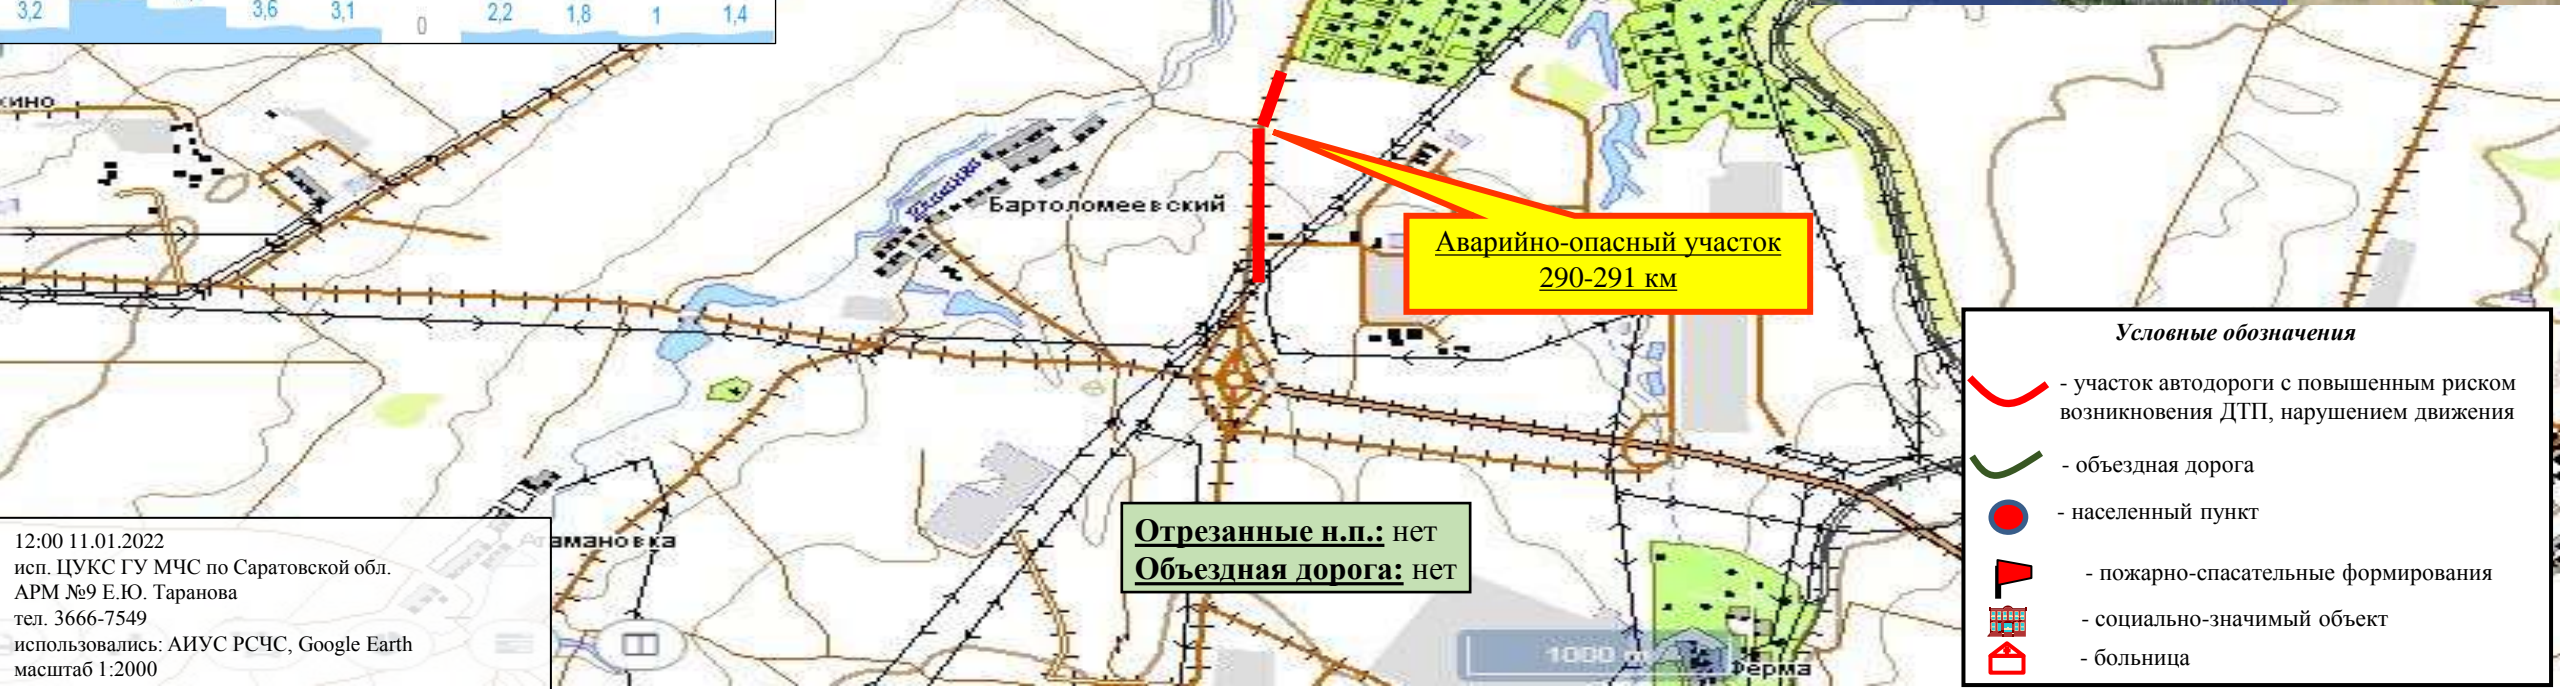 3,2
3,6
3,1
0
2,2
1,8
1
1,4
Бартоломеевский
Аварийно-опасный участок
290-291 км
Условные обозначения
- участок автодороги с повышенным риском
возникновения ДТП, нарушением движения
- объездная дорога
- населенный пункт
- пожарно-спасательные формирования
- социально-значимый объект
- больница
Отрезанные н.п.: нет
Объездная дорога: нет
Атамановка
12:00 11.01.2022
исп. ЦУКС ГУ МЧС по Саратовской обл.
АРМ №9 Е.Ю. Таранова
тел. 3666-7549
использовались: АИУС РСЧС, Google Earth
масштаб 1:2000
1000 m
Ферма